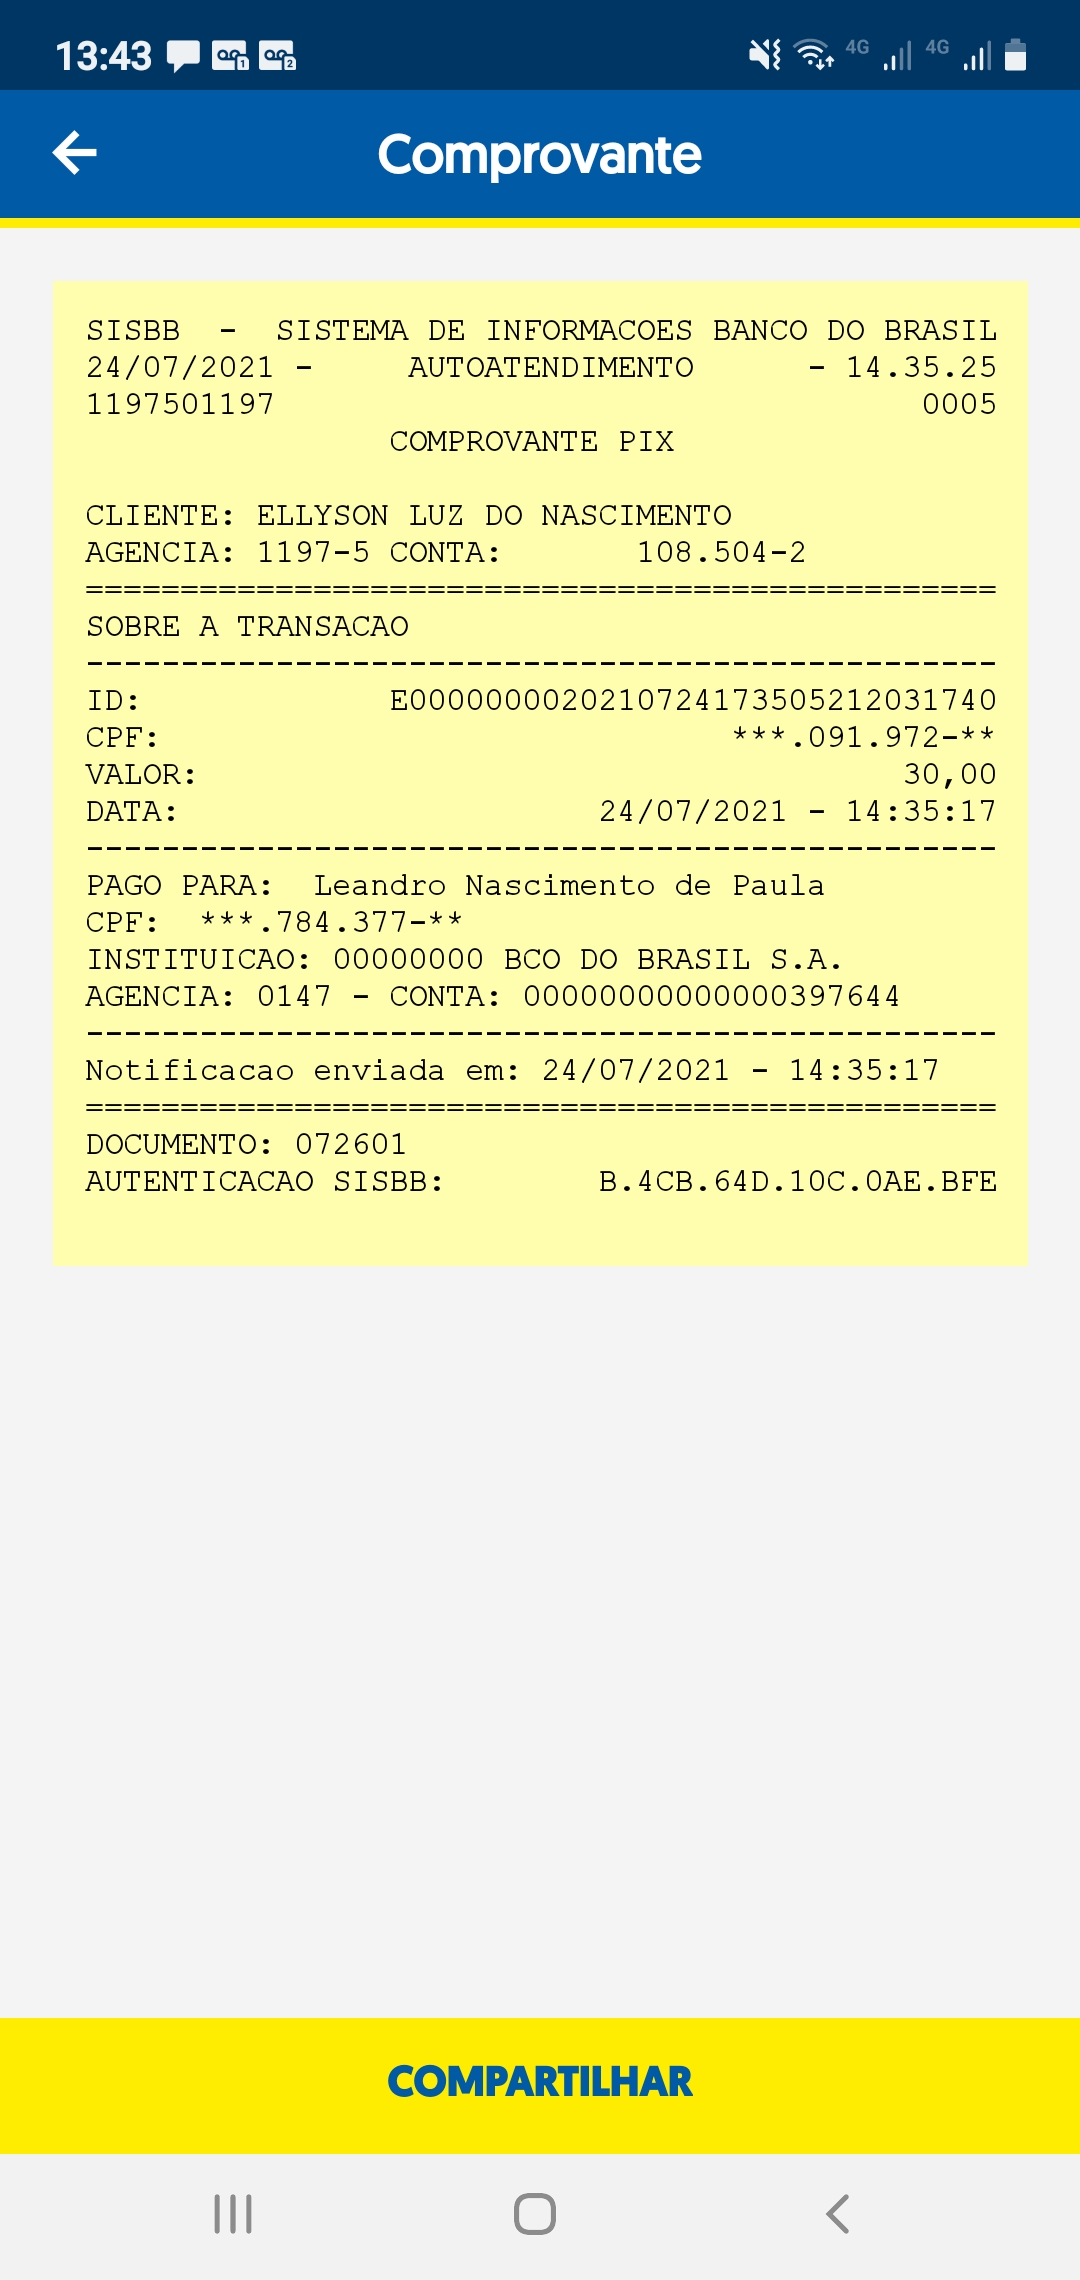 13:43
4G 4G
Comprovante
SISBB - SISTEMA DE INFORMACOES BANCO DO BRASIL
24/07/2021 - AUTOATENDIMENTO - 14.35.25
1197501197 0005
COMPROVANTE PIX
CLIENTE: ELLYSON LUZ DO NASCIMENTO
AGENCIA: 1197-5 CONTA: 108.504-2
================================================
SOBRE A TRANSACAO
------------------------------------------------
ID: E0000000020210724173505212031740
CPF: ***.091.972-**
VALOR: 30,00
DATA: 24/07/2021 - 14:35:17
------------------------------------------------
PAGO PARA: Leandro Nascimento de Paula
CPF: ***.784.377-**
INSTITUICAO: 00000000 BCO DO BRASIL S.A.
AGENCIA: 0147 - CONTA: 00000000000000397644
------------------------------------------------
Notificacao enviada em: 24/07/2021 - 14:35:17
================================================
DOCUMENTO: 072601
AUTENTICACAO SISBB: B.4CB.64D.10C.0AE.BFE
COMPARTILHAR